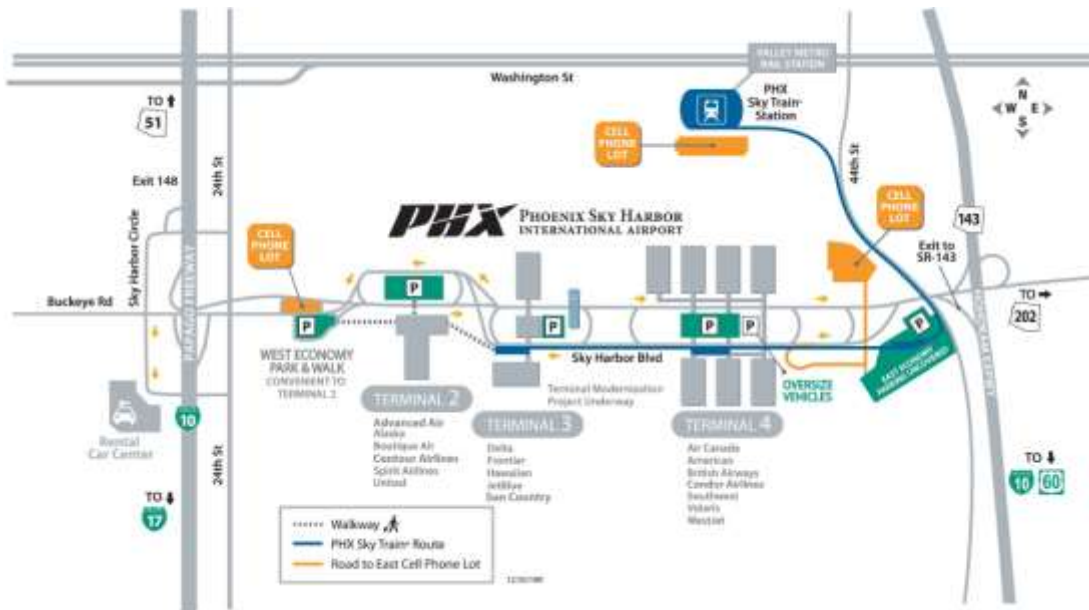 VALLEY METRO
RAIL STATION
Washington St
PHX
Sky Train
Station
TO
51
CELL
PHONE
LOT
N
W E
S
44th St
24th St
Exit 148
CELL
PHONE
LOT
143
Sky Harbor Circle
PHX
PHOENIX SKY HARBOR
INTERNATIONAL AIRPORT
CELL
PHONE
LOT
Exit to
SR-143
Buckeye Rd
PAPAGO FREEWAY
P
P
P
P
P
P
TO
202
Sky Harbor Blvd
WEST ECONOMY
PARK & WALK
CONVENIENT TO
TERMINAL 2
EAST ECONOMY
PARKING UNCOVERED
OVERSIZE
VEHICLES
Terminal Modernization
Project Underway
Rental
Car Center
10
TERMINAL 2
Advanced Air
Alaska
Boutique Air
Contour Airlines
Spirit Airlines
United
TERMINAL 3
Delta
Frontier
Hawaiian
JetBlue
Sun Country
TERMINAL 4
Air Canada
American
British Airways
Condor Airlines
Southwest
Volaris
WestJet
24th St
TO
10
60
TO
17
Walkway
PHX Sky Train Route
Road to East Cell Phone Lot